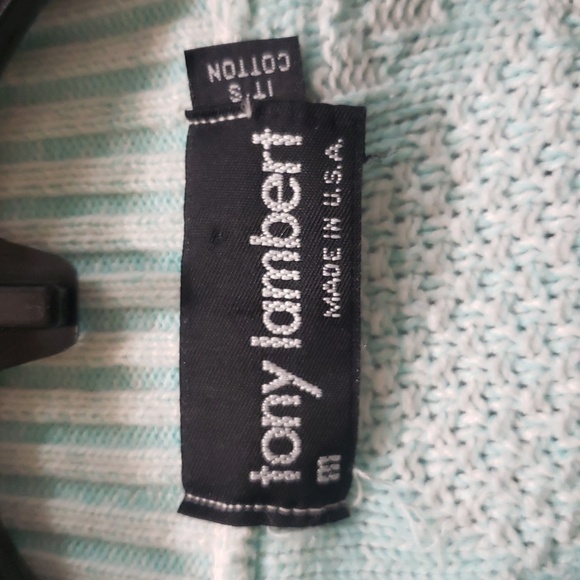 IT'S
COTTON
tony lambert
m MADE IN U.S.A.